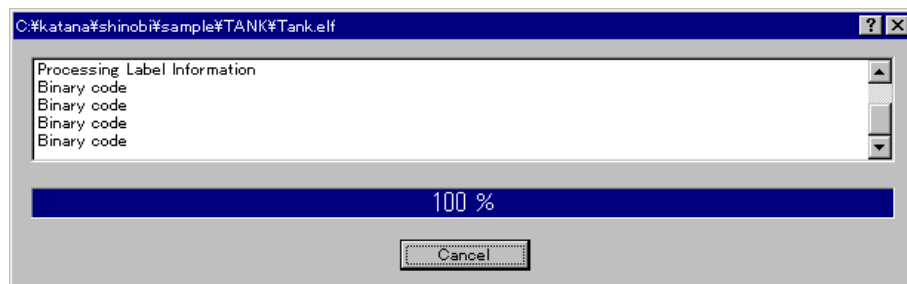 C:¥katana¥shinobi¥sample¥TANK¥Tank.elf
Processing Label Information
Binary code
Binary code
Binary code
Binary code
100 %
Cancel